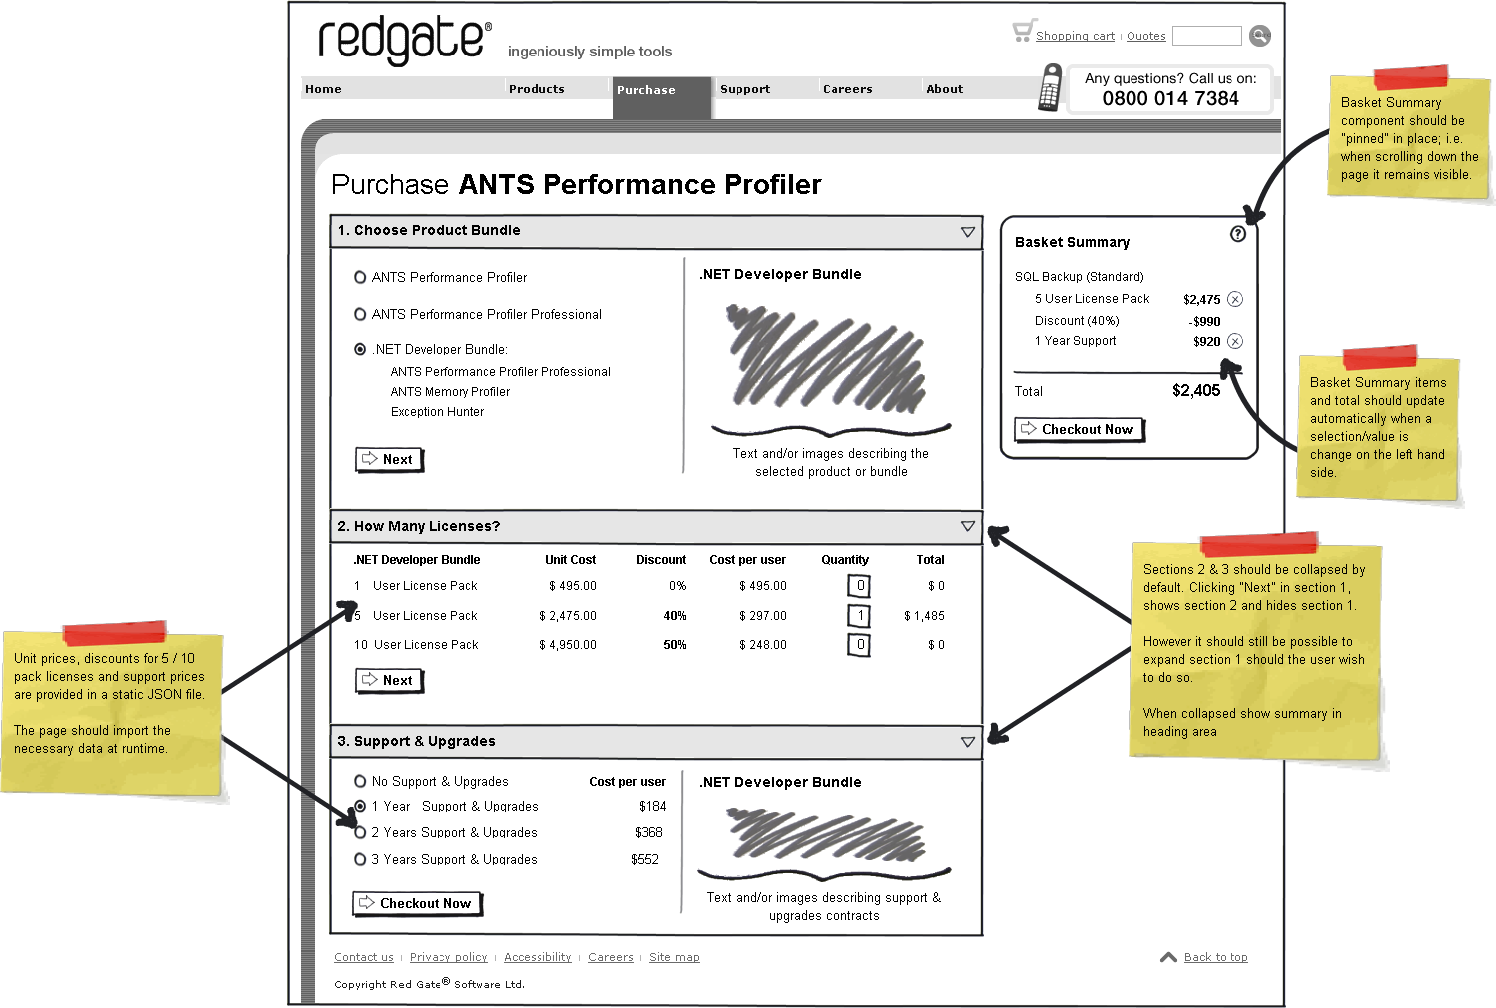 redgate®
ingeniously simple tools
Shopping cart
Quotes
Home
Products
Purchase
Support
Careers
About
Any questions? Call us on:
0800 014 7384
Purchase ANTS Performance Profiler
1. Choose Product Bundle
ANTS Performance Profiler
ANTS Performance Profiler Professional
.NET Developer Bundle:
ANTS Performance Profiler Professional
ANTS Memory Profiler
Exception Hunter
Next
.NET Developer Bundle
Text and/or images describing the
selected product or bundle
2. How Many Licenses?
.NET Developer Bundle Unit Cost Discount Cost per user Quantity Total
1 User License Pack $ 495.00 0% $ 495.00 0 $ 0
5 User License Pack $ 2,475.00 40% $ 297.00 1 $ 1,485
10 User License Pack $ 4,950.00 50% $ 248.00 0 $ 0
Next
3. Support & Upgrades
No Support & Upgrades Cost per user
1 Year Support & Upgrades $184
2 Years Support & Upgrades $368
3 Years Support & Upgrades $552
Checkout Now
.NET Developer Bundle
Text and/or images describing support &
upgrades contracts
Basket Summary
?
SQL Backup (Standard)
5 User License Pack $2,475
Discount (40%) -$990
1 Year Support $920
Total $2,405
Checkout Now
Basket Summary
component should be
"pinned" in place; i.e.
when scrolling down the
page it remains visible.
Basket Summary items
and total should update
automatically when a
selection/value is
change on the left hand
side.
Sections 2 & 3 should be collapsed by
default. Clicking "Next" in section 1,
shows section 2 and hides section 1.
However it should still be possible to
expand section 1 should the user wish
to do so.
When collapsed show summary in
heading area
Unit prices, discounts for 5 / 10
pack licenses and support prices
are provided in a static JSON file.
The page should import the
necessary data at runtime.
Contact us
Privacy policy
Accessibility
Careers
Site map
Back to top
Copyright Red Gate® Software Ltd.